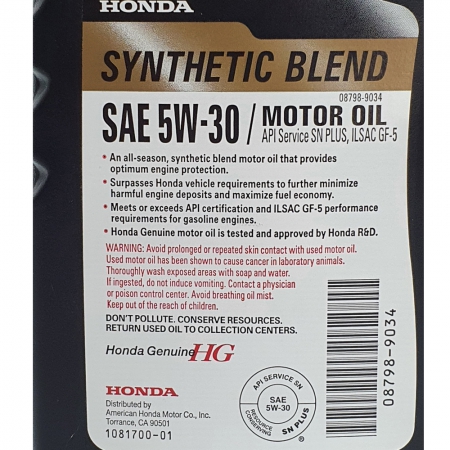 HONDA
SYNTHETIC BLEND
08798-9034
SAE 5W-30 / MOTOR OIL
API Service SN PLUS, ILSAC GF-5
• An all-season, synthetic blend motor oil that provides
optimum engine protection.
• Surpasses Honda vehicle requirements to further minimize
harmful engine deposits and maximize fuel economy.
• Meets or exceeds API certification and ILSAC GF-5 performance
requirements for gasoline engines.
• Honda Genuine motor oil is tested and approved by Honda R&D.
WARNING: Avoid prolonged or repeated skin contact with used motor oil.
Used motor oil has been shown to cause cancer in laboratory animals.
Thoroughly wash exposed areas with soap and water.
If ingested, do not induce vomiting. Contact a physician
or poison control center. Avoid breathing oil mist.
Keep out of the reach of children.
DON'T POLLUTE. CONSERVE RESOURCES.
RETURN USED OIL TO COLLECTION CENTERS.
Honda Genuine HG
HONDA
Distributed by
American Honda Motor Co., Inc.
Torrance, CA 90501
1081700-01
API SERVICE SN
SAE
5W-30
RESOURCE CONSERVING
SN PLUS
®
08798-9034